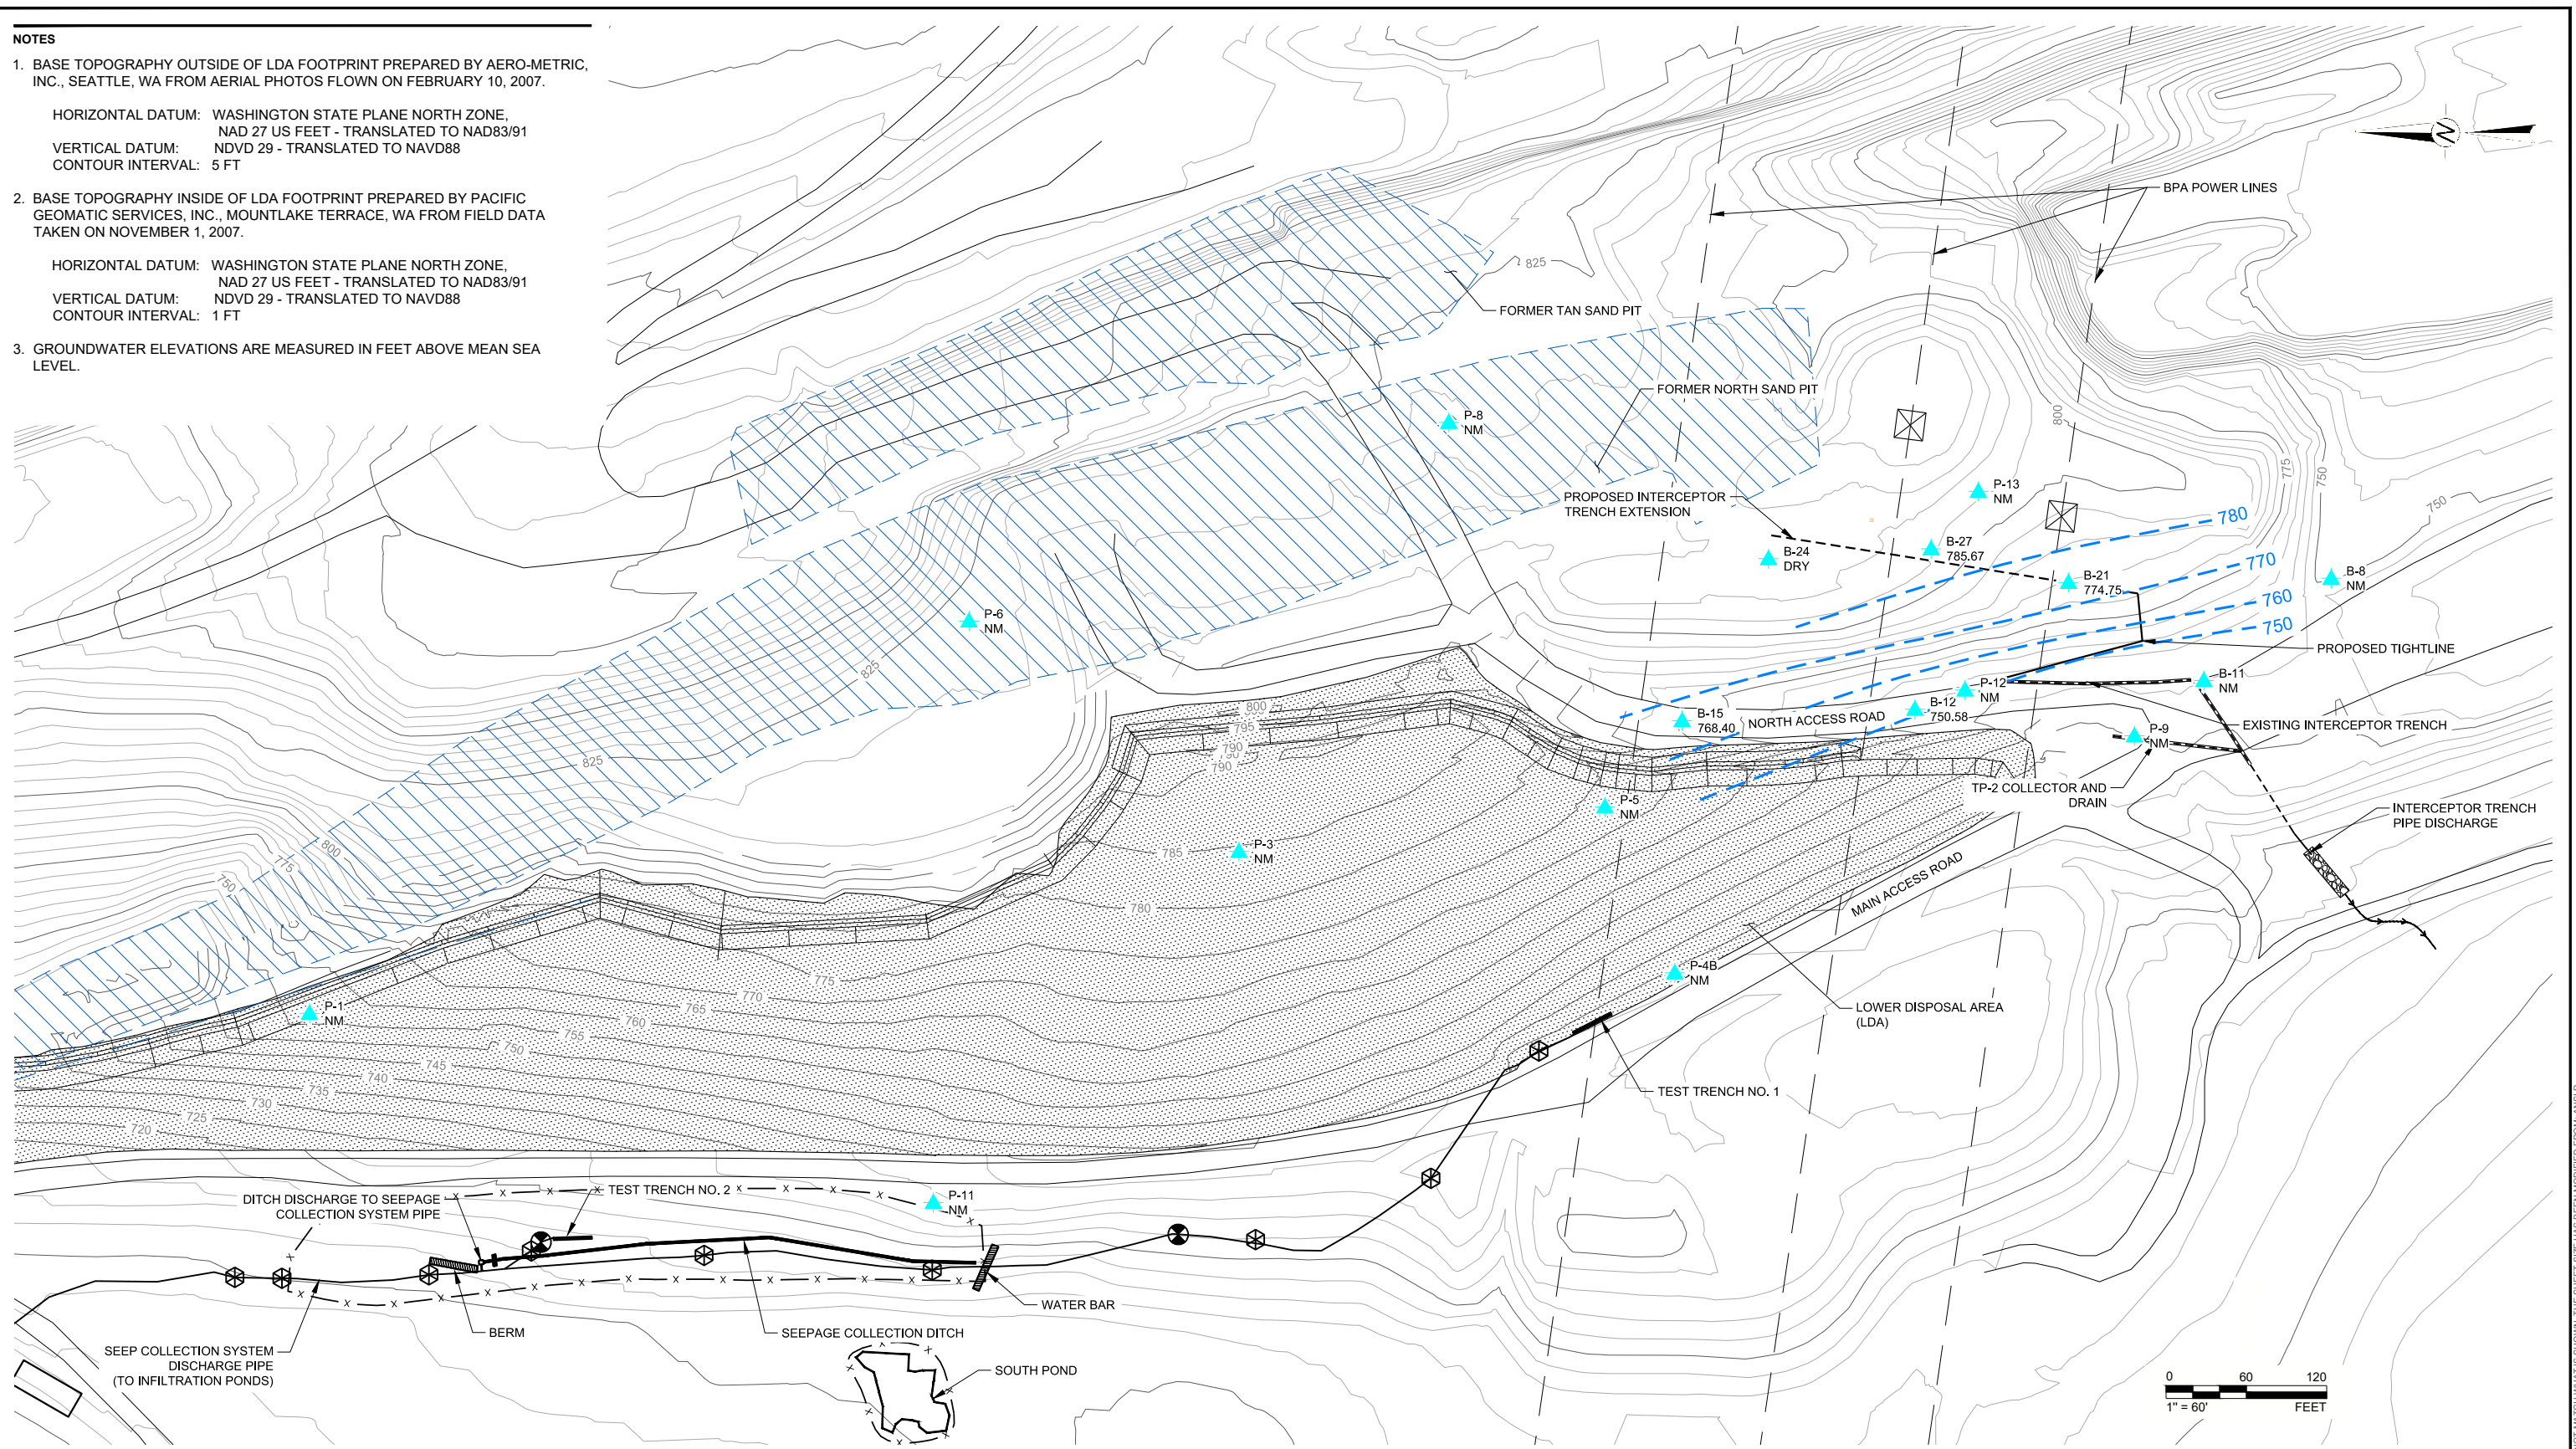 NOTES
1. BASE TOPOGRAPHY OUTSIDE OF LDA FOOTPRINT PREPARED BY AERO-METRIC,
INC., SEATTLE, WA FROM AERIAL PHOTOS FLOWN ON FEBRUARY 10, 2007.
HORIZONTAL DATUM: WASHINGTON STATE PLANE NORTH ZONE,
NAD 27 US FEET - TRANSLATED TO NAD83/91
VERTICAL DATUM: NDVD 29 - TRANSLATED TO NAVD88
CONTOUR INTERVAL: 5 FT
2. BASE TOPOGRAPHY INSIDE OF LDA FOOTPRINT PREPARED BY PACIFIC
GEOMATIC SERVICES, INC., MOUNTLAKE TERRACE, WA FROM FIELD DATA
TAKEN ON NOVEMBER 1, 2007.
HORIZONTAL DATUM: WASHINGTON STATE PLANE NORTH ZONE,
NAD 27 US FEET - TRANSLATED TO NAD83/91
VERTICAL DATUM: NDVD 29 - TRANSLATED TO NAVD88
CONTOUR INTERVAL: 1 FT
3. GROUNDWATER ELEVATIONS ARE MEASURED IN FEET ABOVE MEAN SEA
LEVEL.
N
BPA POWER LINES
825
FORMER TAN SAND PIT
FORMER NORTH SAND PIT
P-8
NM
800
775
750
750
PROPOSED INTERCEPTOR
TRENCH EXTENSION
P-13
NM
780
B-24
DRY
B-27
785.67
770
B-21
774.75
B-8
NM
760
750
P-6
NM
825
PROPOSED TIGHTLINE
B-11
NM
P-12
NM
B-12
750.58
B-15
768.40
NORTH ACCESS ROAD
EXISTING INTERCEPTOR TRENCH
P-9
NM
800
795
790
790
790
825
TP-2 COLLECTOR AND
DRAIN
P-5
NM
INTERCEPTOR TRENCH
PIPE DISCHARGE
P-3
NM
785
800
775
750
MAIN ACCESS ROAD
780
P-4B
NM
775
770
765
760
755
750
745
740
735
730
725
720
P-1
NM
LOWER DISPOSAL AREA
(LDA)
TEST TRENCH NO. 1
DITCH DISCHARGE TO SEEPAGE
COLLECTION SYSTEM PIPE
TEST TRENCH NO. 2
P-11
NM
WATER BAR
BERM
SEEPAGE COLLECTION DITCH
SEEP COLLECTION SYSTEM
DISCHARGE PIPE
(TO INFILTRATION PONDS)
SOUTH POND
0 60 120
1" = 60' FEET